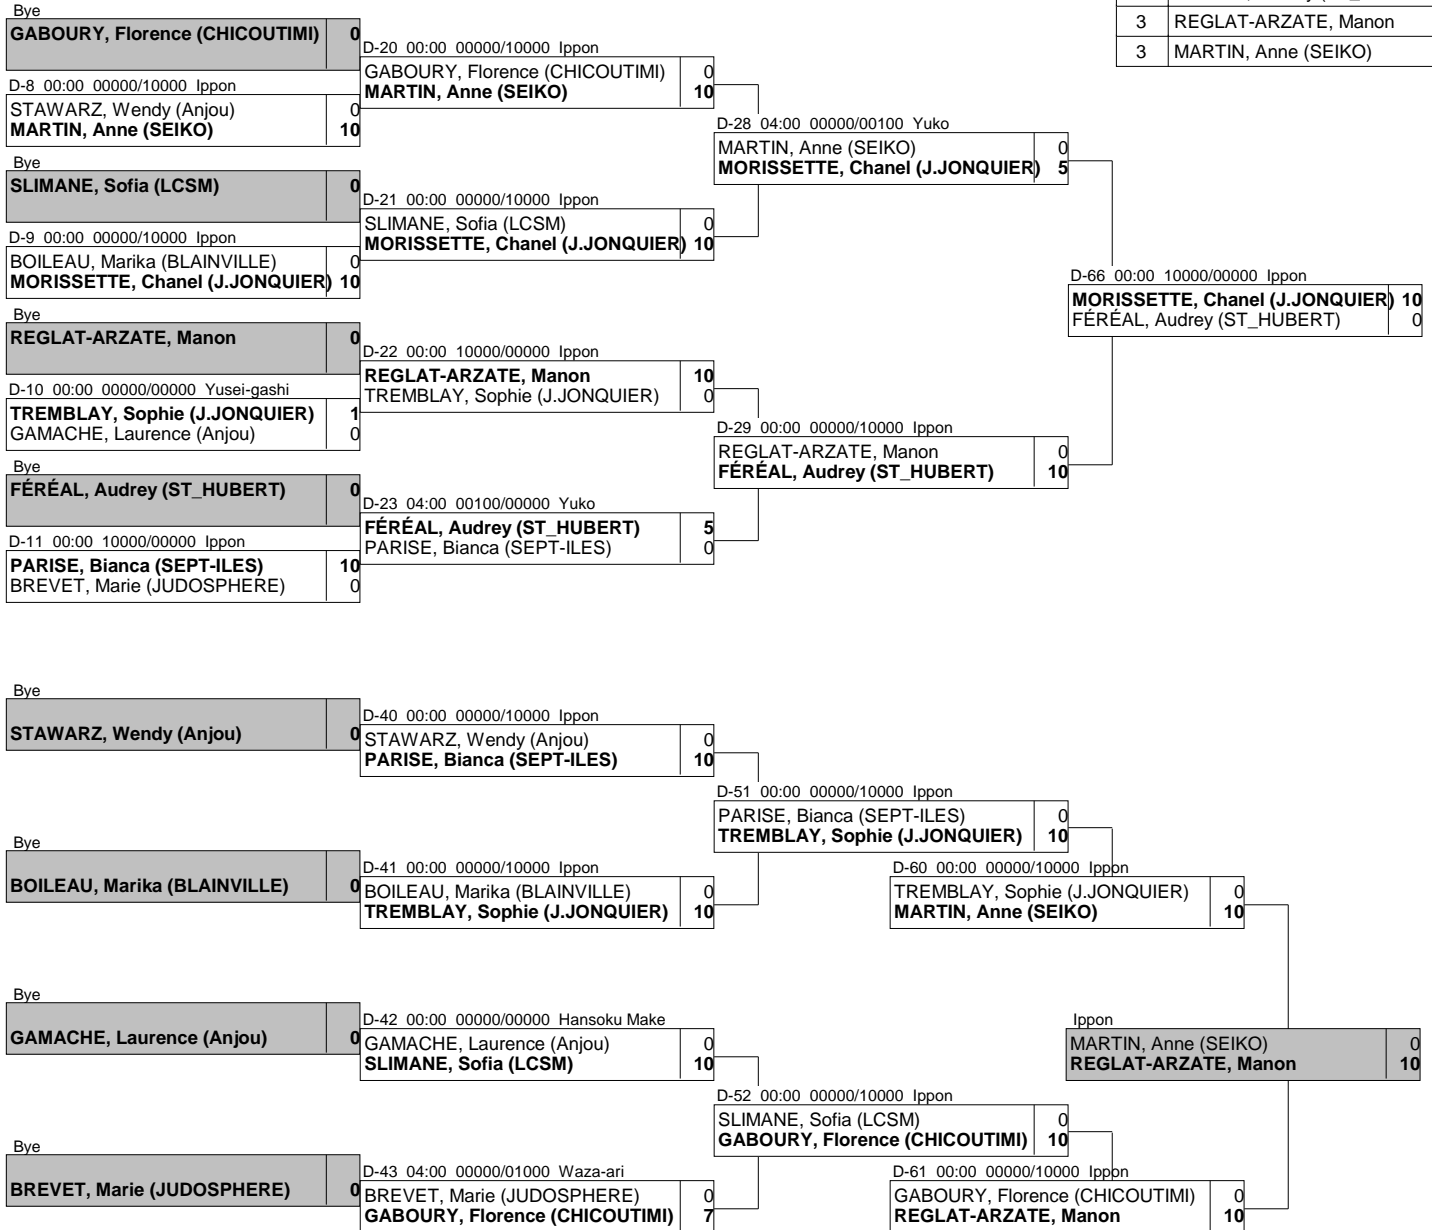 3 REGLAT-ARZATE, Manon
3 MARTIN, Anne (SEIKO)
Bye
GABOURY, Florence (CHICOUTIMI) 0
D-8 00:00 00000/10000 Ippon
STAWARZ, Wendy (Anjou) 0
MARTIN, Anne (SEIKO) 10
Bye
SLIMANE, Sofia (LCSM) 0
D-9 00:00 00000/10000 Ippon
BOILEAU, Marika (BLAINVILLE) 0
MORISSETTE, Chanel (J.JONQUIER) 10
Bye
REGLAT-ARZATE, Manon 0
D-10 00:00 00000/00000 Yusei-gashi
TREMBLAY, Sophie (J.JONQUIER) 1
GAMACHE, Laurence (Anjou) 0
Bye
FÉRÉAL, Audrey (ST_HUBERT) 0
D-11 00:00 10000/00000 Ippon
PARISE, Bianca (SEPT-ILES) 10
BREVET, Marie (JUDOSPHERE) 0
D-20 00:00 00000/10000 Ippon
GABOURY, Florence (CHICOUTIMI) 0
MARTIN, Anne (SEIKO) 10
D-21 00:00 00000/10000 Ippon
SLIMANE, Sofia (LCSM) 0
MORISSETTE, Chanel (J.JONQUIER) 10
D-22 00:00 10000/00000 Ippon
REGLAT-ARZATE, Manon 10
TREMBLAY, Sophie (J.JONQUIER) 0
D-23 04:00 00100/00000 Yuko
FÉRÉAL, Audrey (ST_HUBERT) 5
PARISE, Bianca (SEPT-ILES) 0
D-28 04:00 00000/00100 Yuko
MARTIN, Anne (SEIKO) 0
MORISSETTE, Chanel (J.JONQUIER) 5
D-29 00:00 00000/10000 Ippon
REGLAT-ARZATE, Manon 0
FÉRÉAL, Audrey (ST_HUBERT) 10
D-66 00:00 10000/00000 Ippon
MORISSETTE, Chanel (J.JONQUIER) 10
FÉRÉAL, Audrey (ST_HUBERT) 0
Bye
STAWARZ, Wendy (Anjou) 0
Bye
BOILEAU, Marika (BLAINVILLE) 0
Bye
GAMACHE, Laurence (Anjou) 0
Bye
BREVET, Marie (JUDOSPHERE) 0
D-40 00:00 00000/10000 Ippon
STAWARZ, Wendy (Anjou) 0
PARISE, Bianca (SEPT-ILES) 10
D-41 00:00 00000/10000 Ippon
BOILEAU, Marika (BLAINVILLE) 0
TREMBLAY, Sophie (J.JONQUIER) 10
D-42 00:00 00000/00000 Hansoku Make
GAMACHE, Laurence (Anjou) 0
SLIMANE, Sofia (LCSM) 10
D-43 04:00 00000/01000 Waza-ari
BREVET, Marie (JUDOSPHERE) 0
GABOURY, Florence (CHICOUTIMI) 7
D-51 00:00 00000/10000 Ippon
PARISE, Bianca (SEPT-ILES) 0
TREMBLAY, Sophie (J.JONQUIER) 10
D-52 00:00 00000/10000 Ippon
SLIMANE, Sofia (LCSM) 0
GABOURY, Florence (CHICOUTIMI) 10
D-60 00:00 00000/10000 Ippon
TREMBLAY, Sophie (J.JONQUIER) 0
MARTIN, Anne (SEIKO) 10
D-61 00:00 00000/10000 Ippon
GABOURY, Florence (CHICOUTIMI) 0
REGLAT-ARZATE, Manon 10
Ippon
MARTIN, Anne (SEIKO) 0
REGLAT-ARZATE, Manon 10